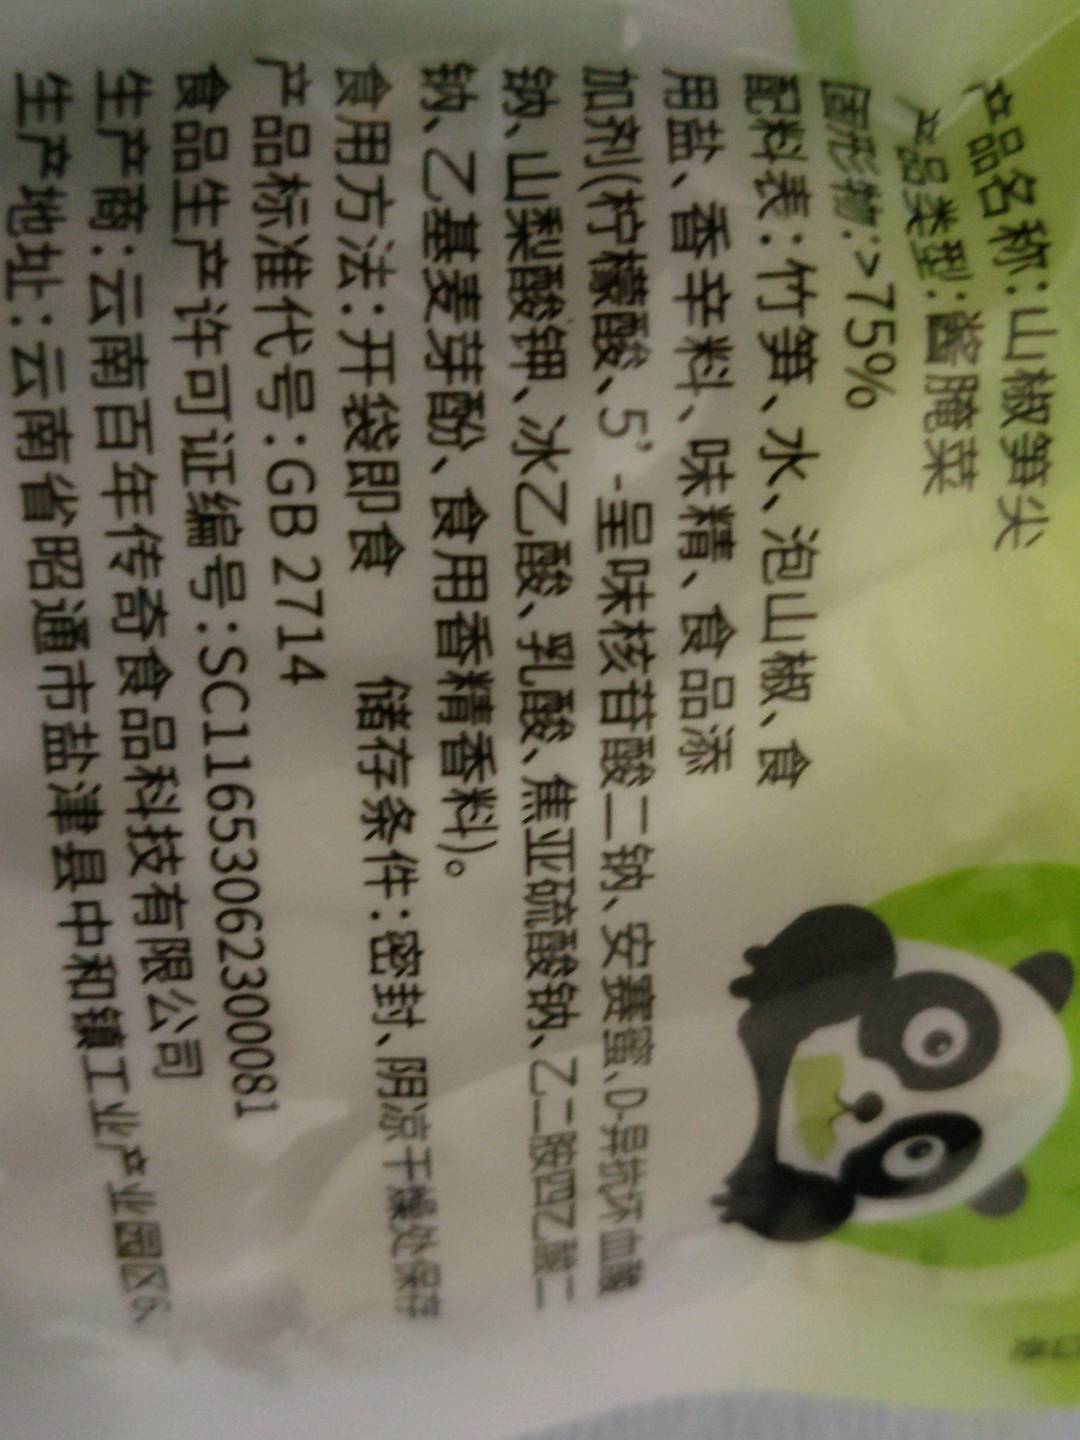 产品名称:山椒笋尖
产品类型:酱腌菜
固形物:>75%
配料表:竹笋、水、泡山椒、食
用盐、香辛料、味精、食品添
加剂(柠檬酸、5'-呈味核苷酸二钠、安赛蜜、D-异抗坏血酸
钠、山梨酸钾、冰乙酸、乳酸、焦亚硫酸钠、乙二胺四乙酸二
钠、乙基麦芽酚、食用香精香料)。
食用方法:开袋即食 储存条件:密封、阴凉干燥处保存
产品标准代号:GB 2714
食品生产许可证编号:SC11653062300081
生产商:云南百年传奇食品科技有限公司
生产地址:云南省昭通市盐津县中和镇工业产业园区6、